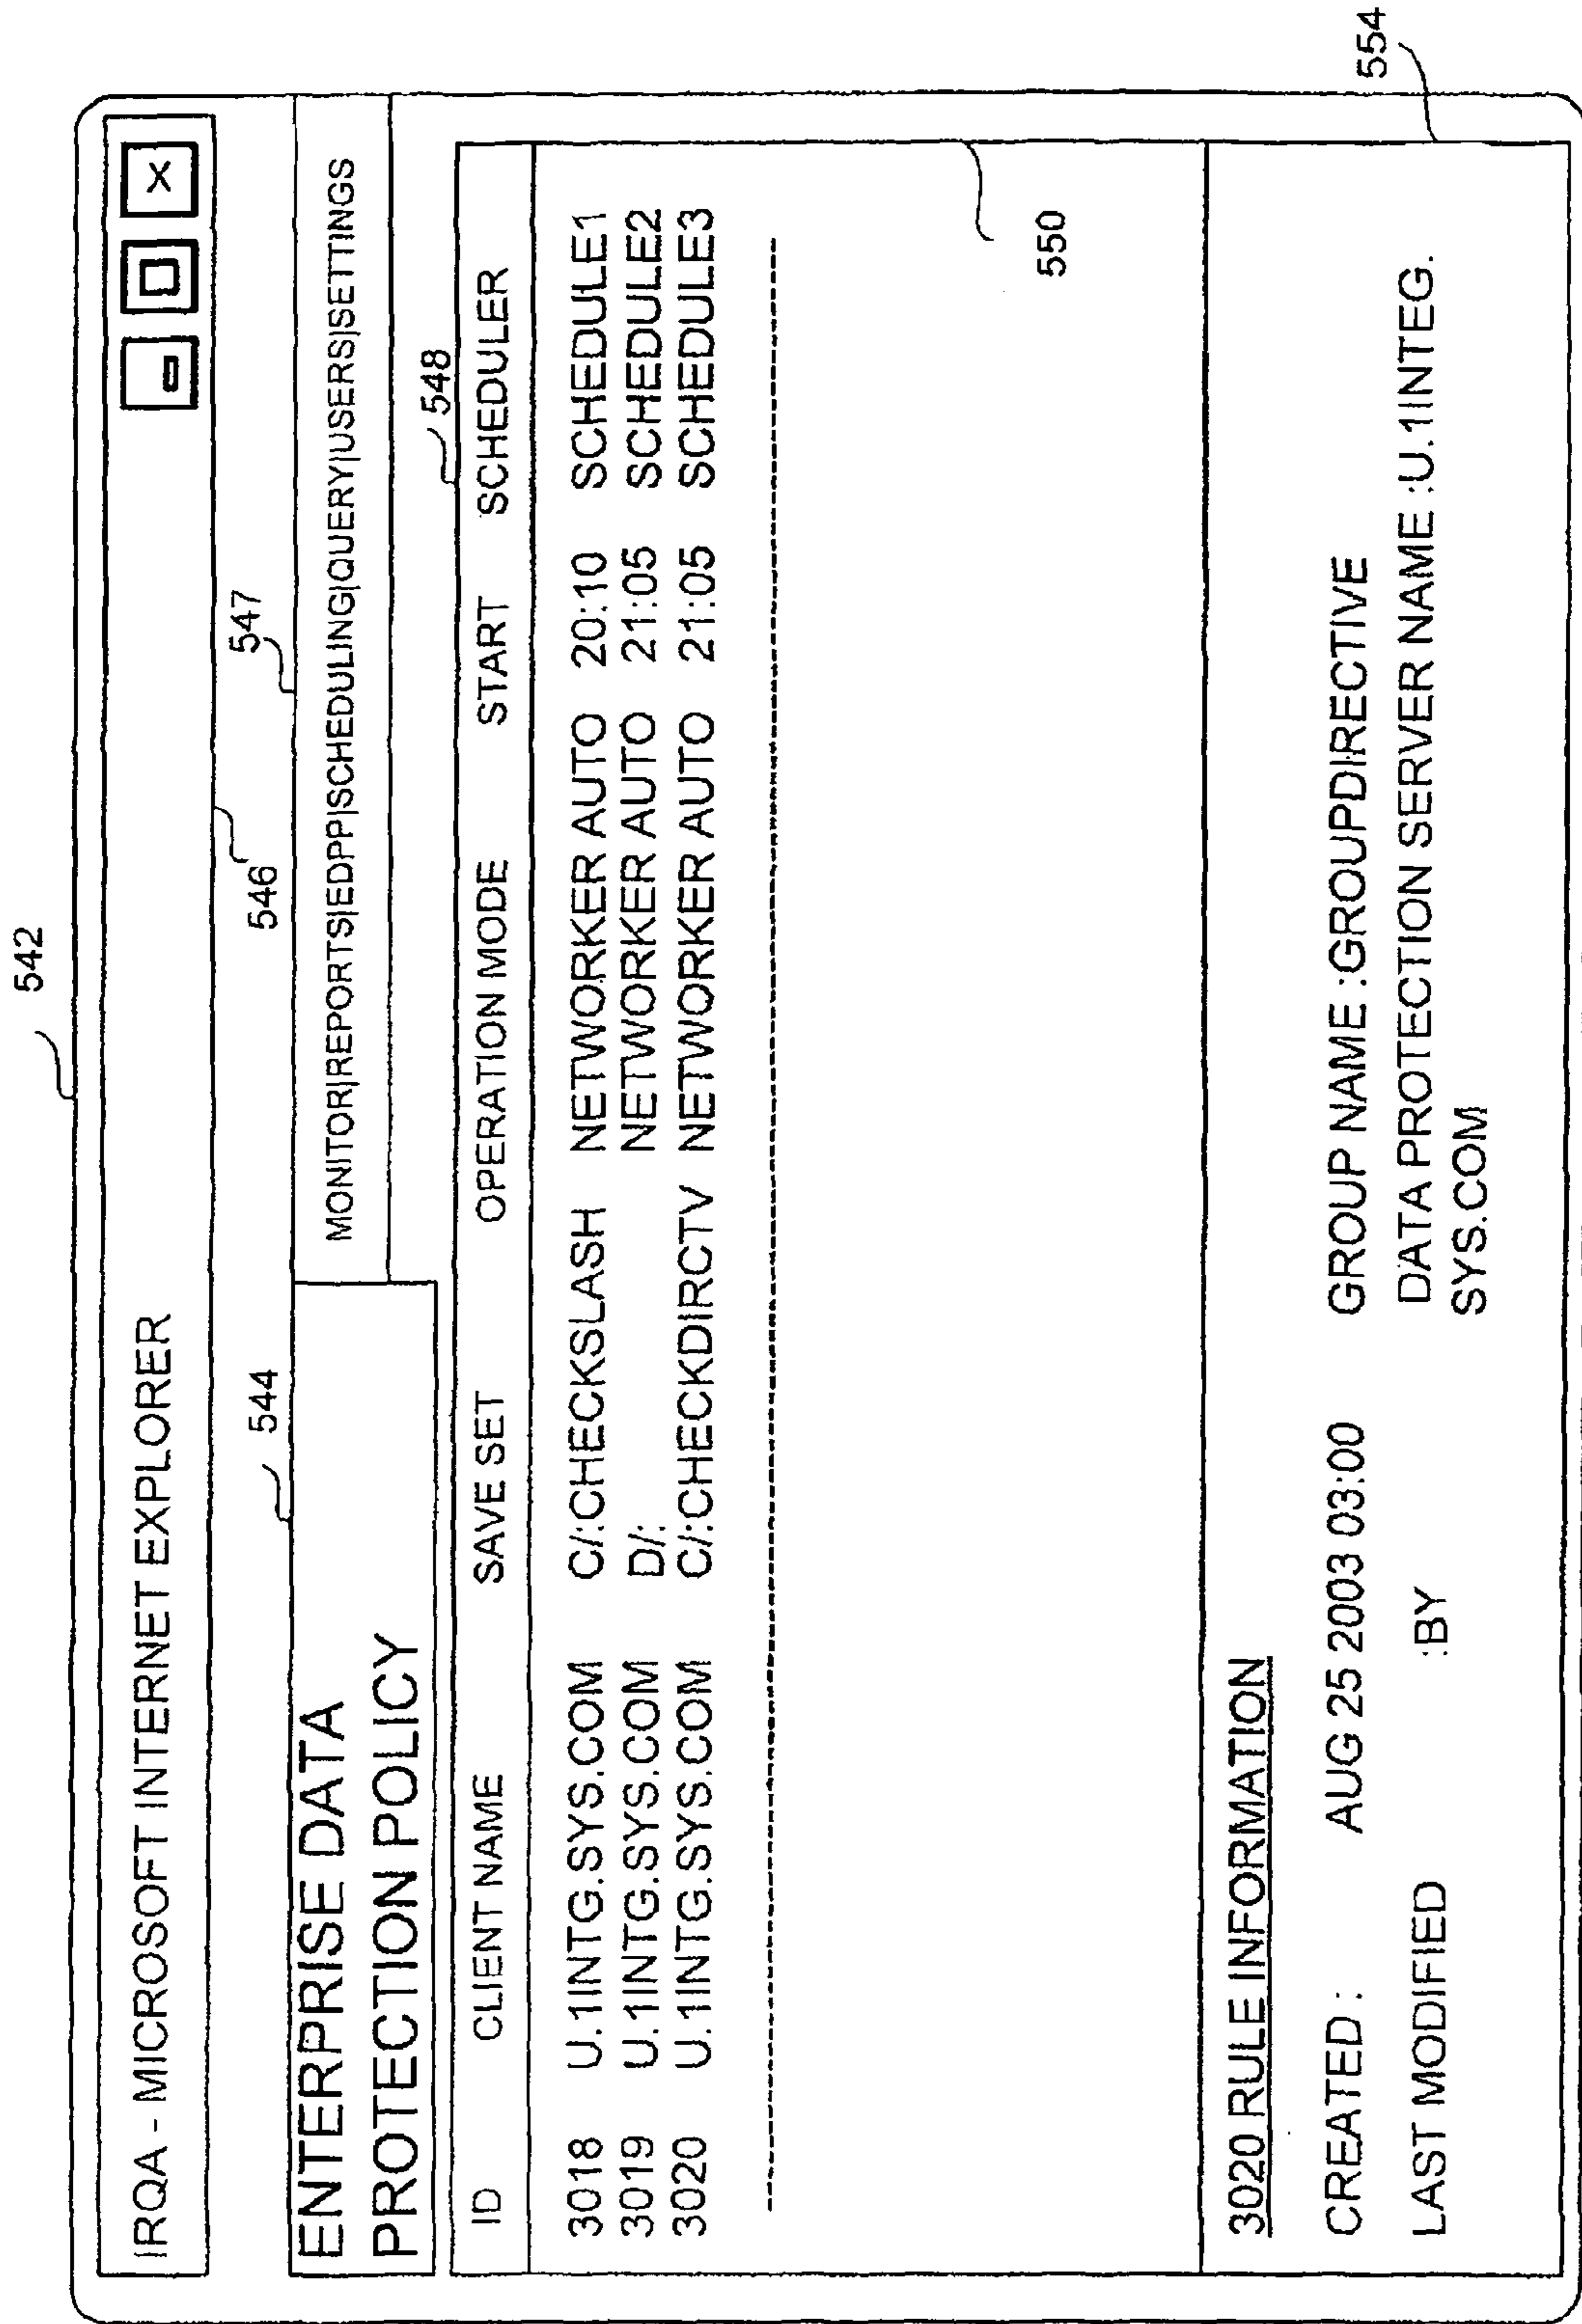 542
IRQA - MICROSOFT INTERNET EXPLORER
X
544
546
547
ENTERPRISE DATA
PROTECTION POLICY
MONITOR|REPORTS|EDPP|SCHEDULING|QUERY|USERS|SETTINGS
548
ID CLIENT NAME SAVE SET OPERATION MODE START SCHEDULER
3018 U.1INTG.SYS.COM C/:CHECKSLASH NETWORKER AUTO 20:10 SCHEDULE1
3019 U.1INTG.SYS.COM D/: NETWORKER AUTO 21:05 SCHEDULE2
3020 U.1INTG.SYS.COM C/:CHECKDIRCTV NETWORKER AUTO 21:05 SCHEDULE3
550
3020 RULE INFORMATION
CREATED : AUG 25 2003 03:00 GROUP NAME :GROUPDIRECTIVE
LAST MODIFIED :BY DATA PROTECTION SERVER NAME :U.1INTEG.
SYS.COM
554